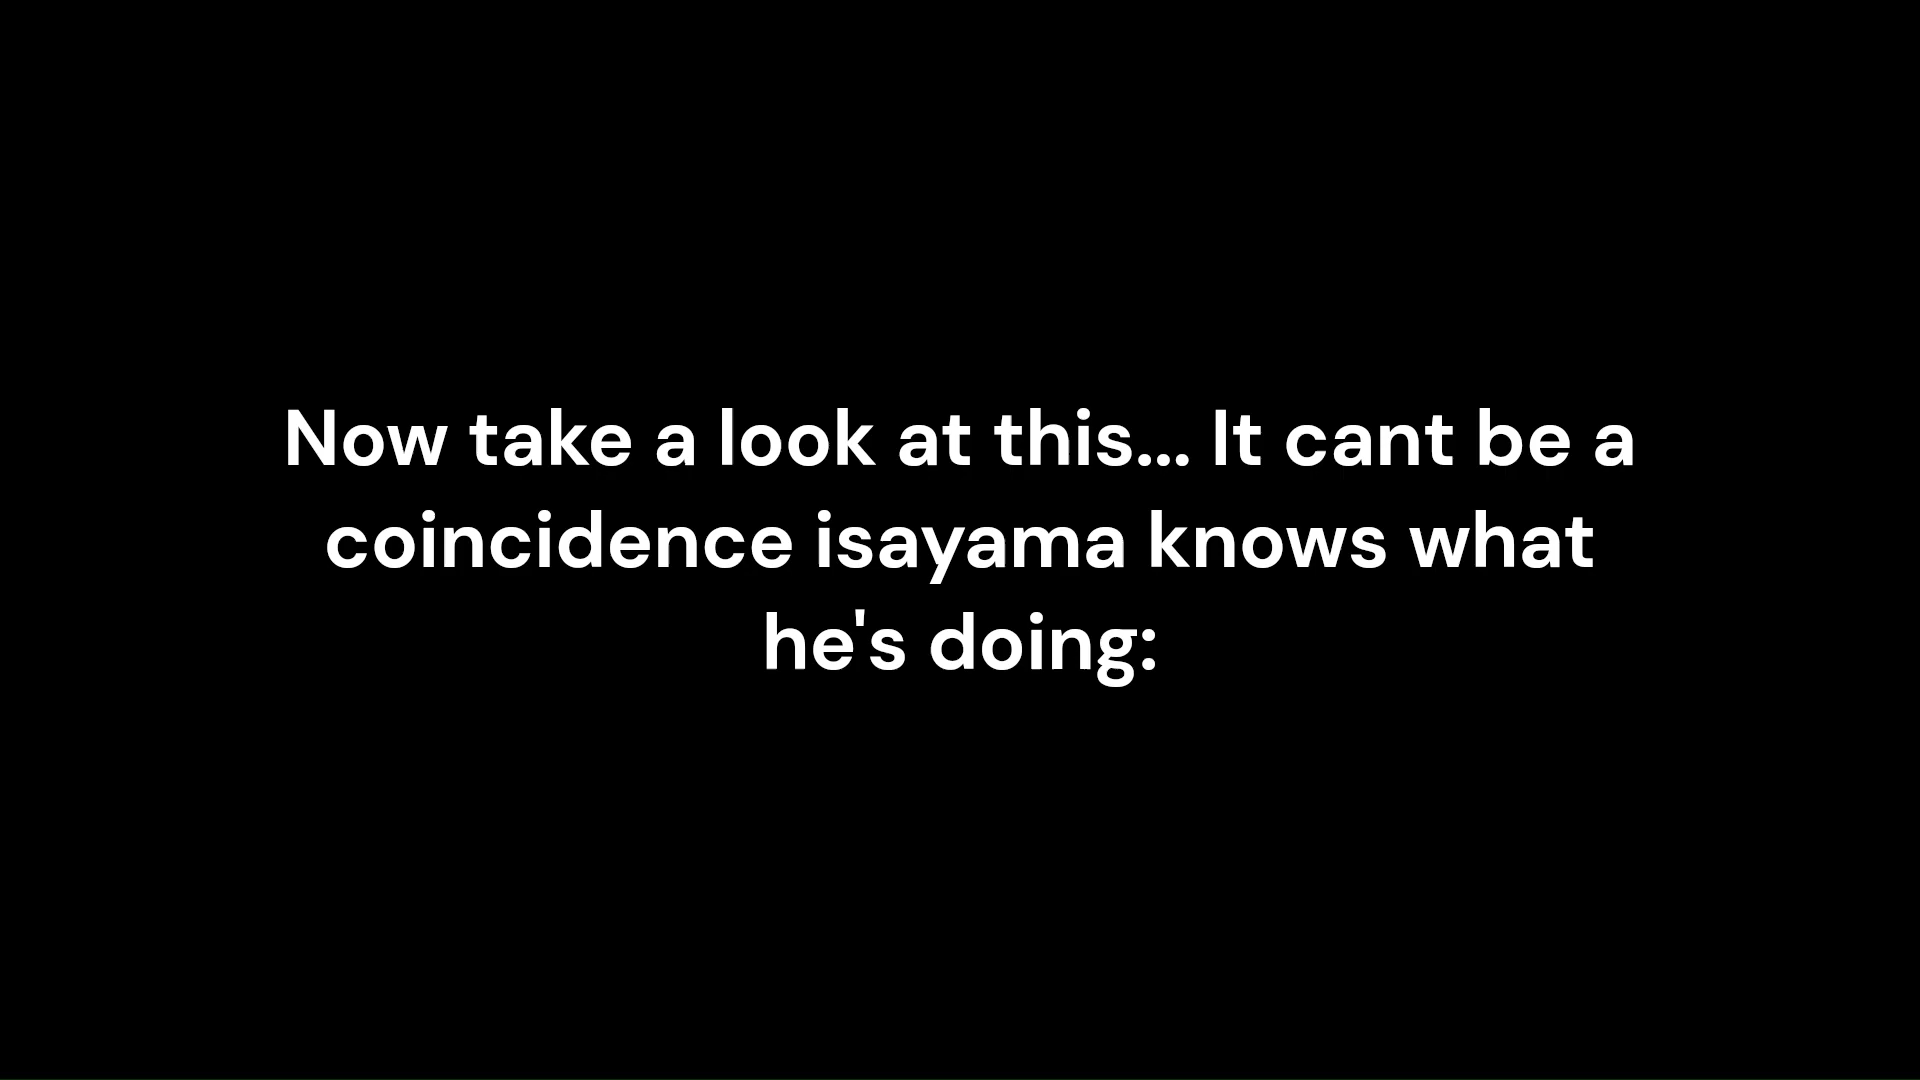 Now take a look at this... It cant be a
coincidence isayama knows what
he's doing: